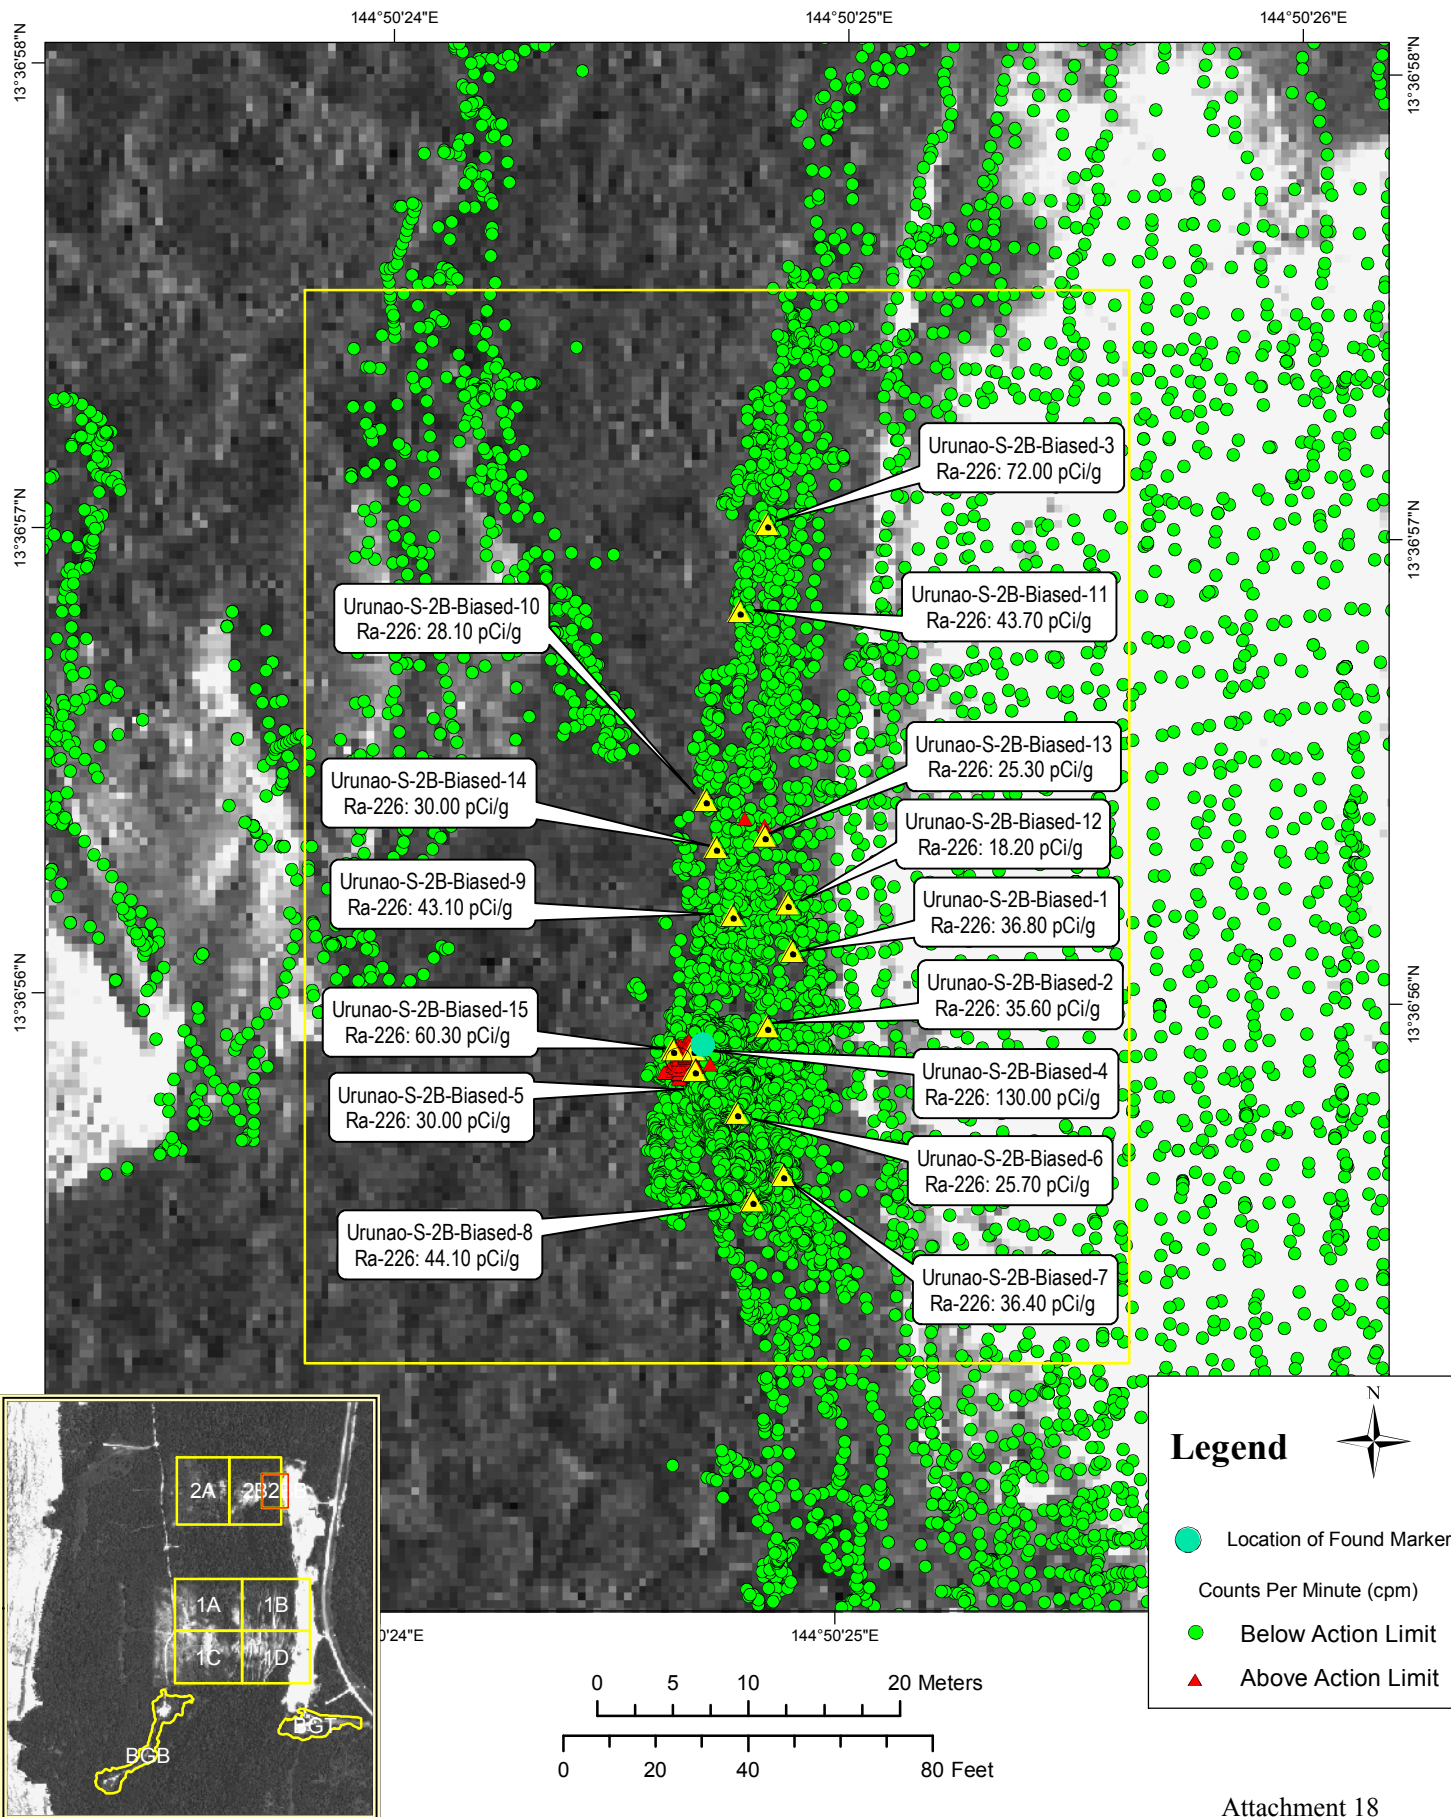 144°50'24"E
144°50'25"E
144°50'26"E
13°36'58"N
13°36'58"N
Urunao-S-2B-Biased-3
Ra-226: 72.00 pCi/g
13°36'57"N
13°36'57"N
Urunao-S-2B-Biased-10
Ra-226: 28.10 pCi/g
Urunao-S-2B-Biased-11
Ra-226: 43.70 pCi/g
Urunao-S-2B-Biased-13
Ra-226: 25.30 pCi/g
Urunao-S-2B-Biased-14
Ra-226: 30.00 pCi/g
Urunao-S-2B-Biased-12
Ra-226: 18.20 pCi/g
Urunao-S-2B-Biased-9
Ra-226: 43.10 pCi/g
Urunao-S-2B-Biased-1
Ra-226: 36.80 pCi/g
13°36'56"N
13°36'56"N
Urunao-S-2B-Biased-2
Ra-226: 35.60 pCi/g
Urunao-S-2B-Biased-15
Ra-226: 60.30 pCi/g
Urunao-S-2B-Biased-4
Ra-226: 130.00 pCi/g
Urunao-S-2B-Biased-5
Ra-226: 30.00 pCi/g
Urunao-S-2B-Biased-6
Ra-226: 25.70 pCi/g
Urunao-S-2B-Biased-8
Ra-226: 44.10 pCi/g
Urunao-S-2B-Biased-7
Ra-226: 36.40 pCi/g
2A
1A
1B
1C
1D
BGB
BGT
0'24"E
144°50'25"E
0 5 10 20 Meters
0 20 40 80 Feet
N
Legend
Location of Found Marker
Counts Per Minute (cpm)
Below Action Limit
Above Action Limit
Attachment 18